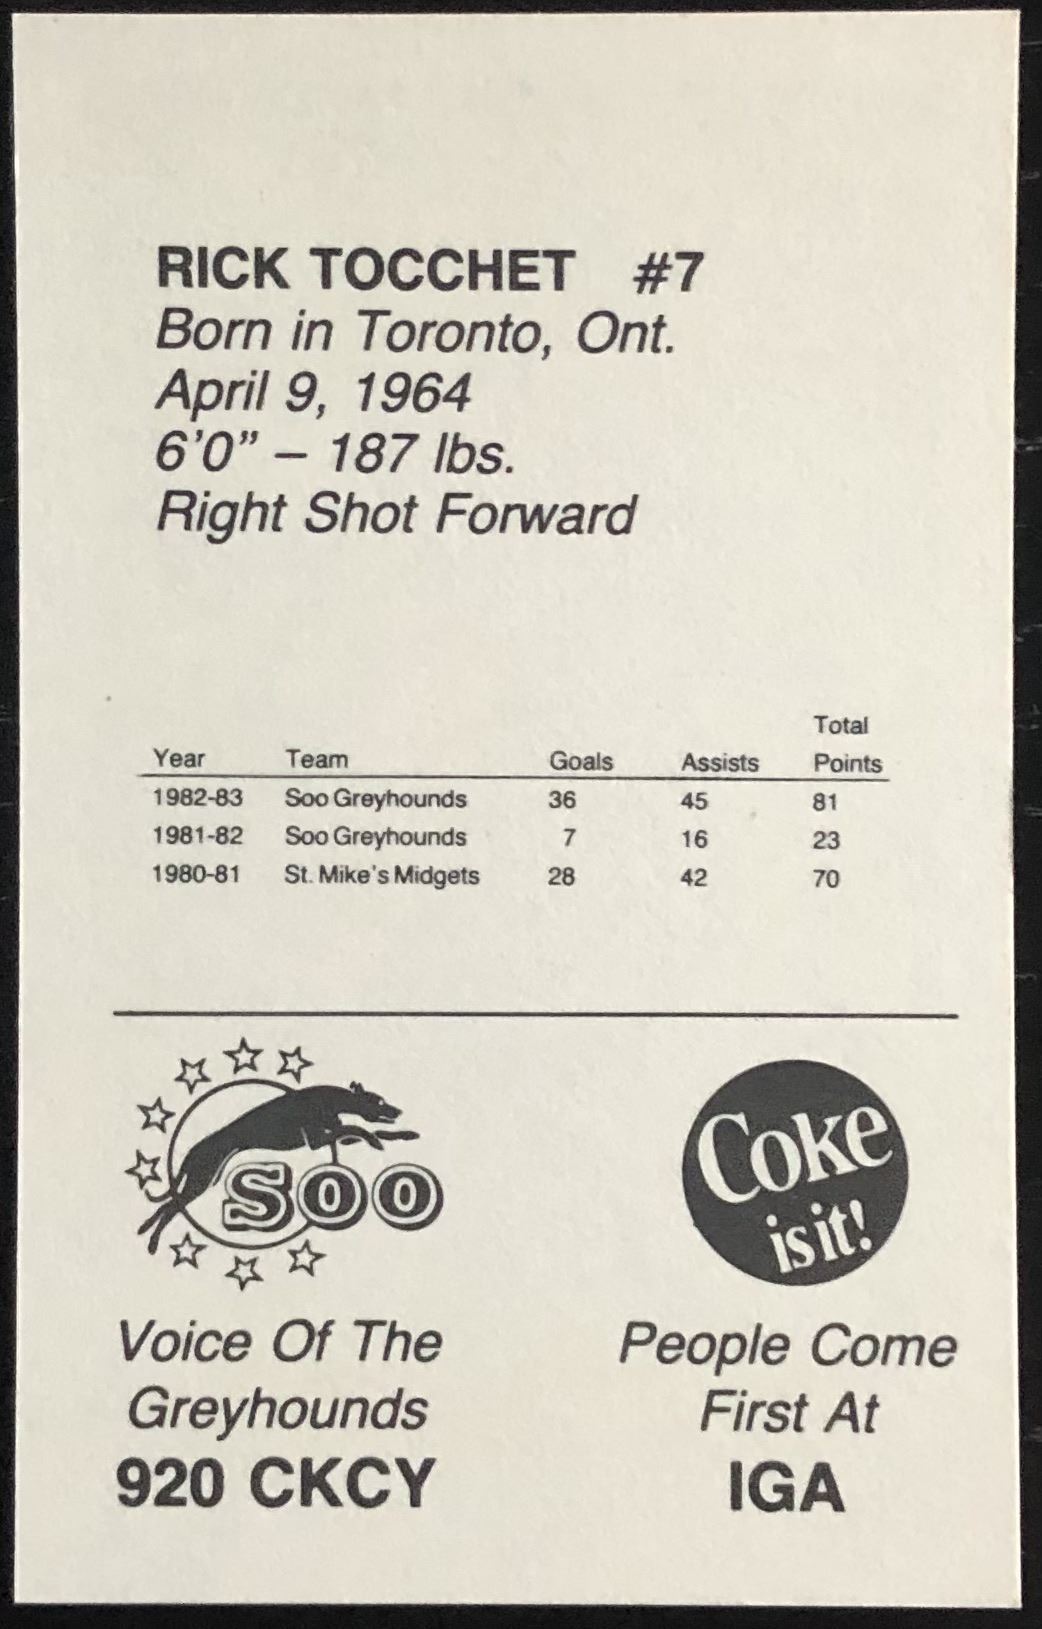 RICK TOCCHET #7
Born in Toronto, Ont.
April 9, 1964
6'0" – 187 lbs.
Right Shot Forward
Year Team Goals Assists Total Points
1982-83 Soo Greyhounds 36 45 81
1981-82 Soo Greyhounds 7 16 23
1980-81 St. Mike's Midgets 28 42 70
SOO
Voice Of The
Greyhounds
920 CKCY
Coke
is it!
People Come
First At
IGA